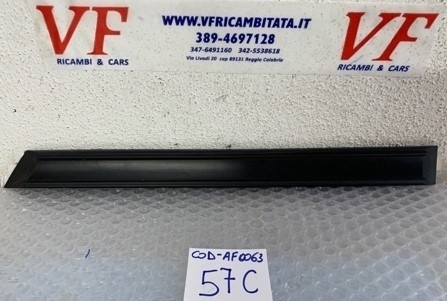 VF
RICAMBI & CARS
WWW.VFRICAMBITATA.IT
389-4697128
347-6491160 342-5538618
Via Livadi 20 cap 89131 Reggio Calabria
VF
RICAMBI & CARS
COD-AF0063
57C